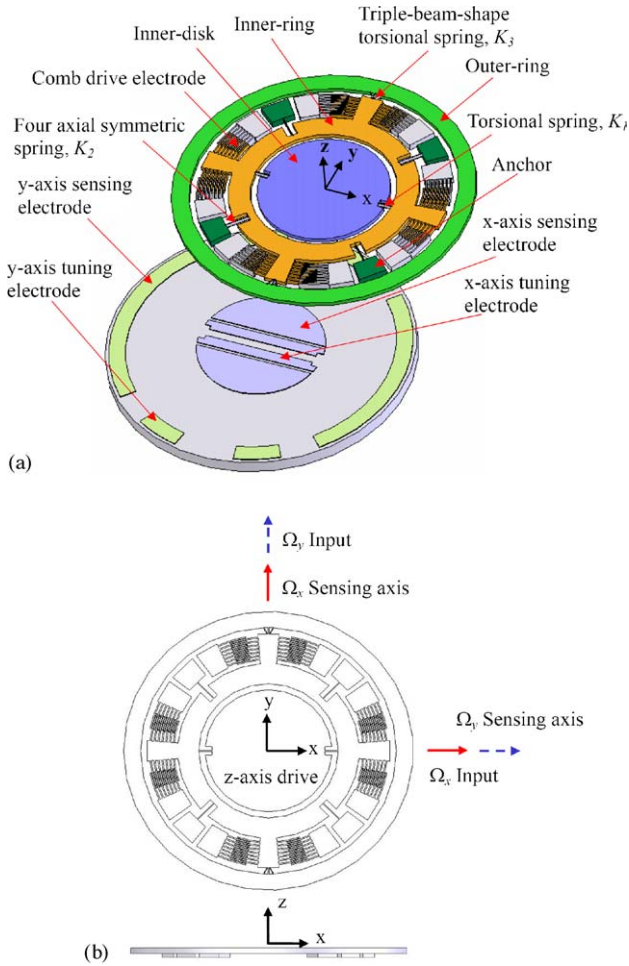 Inner-disk
Inner-ring
Triple-beam-shape
torsional spring, K3
Comb drive electrode
Outer-ring
Four axial symmetric
spring, K2
Torsional spring, K
Anchor
y-axis sensing
electrode
x-axis sensing
electrode
y-axis tuning
electrode
x-axis tuning
electrode
z
y
x
(a)
Ωy Input
Ωx Sensing axis
y
x
z-axis drive
Ωy Sensing axis
Ωx Input
z
x
(b)